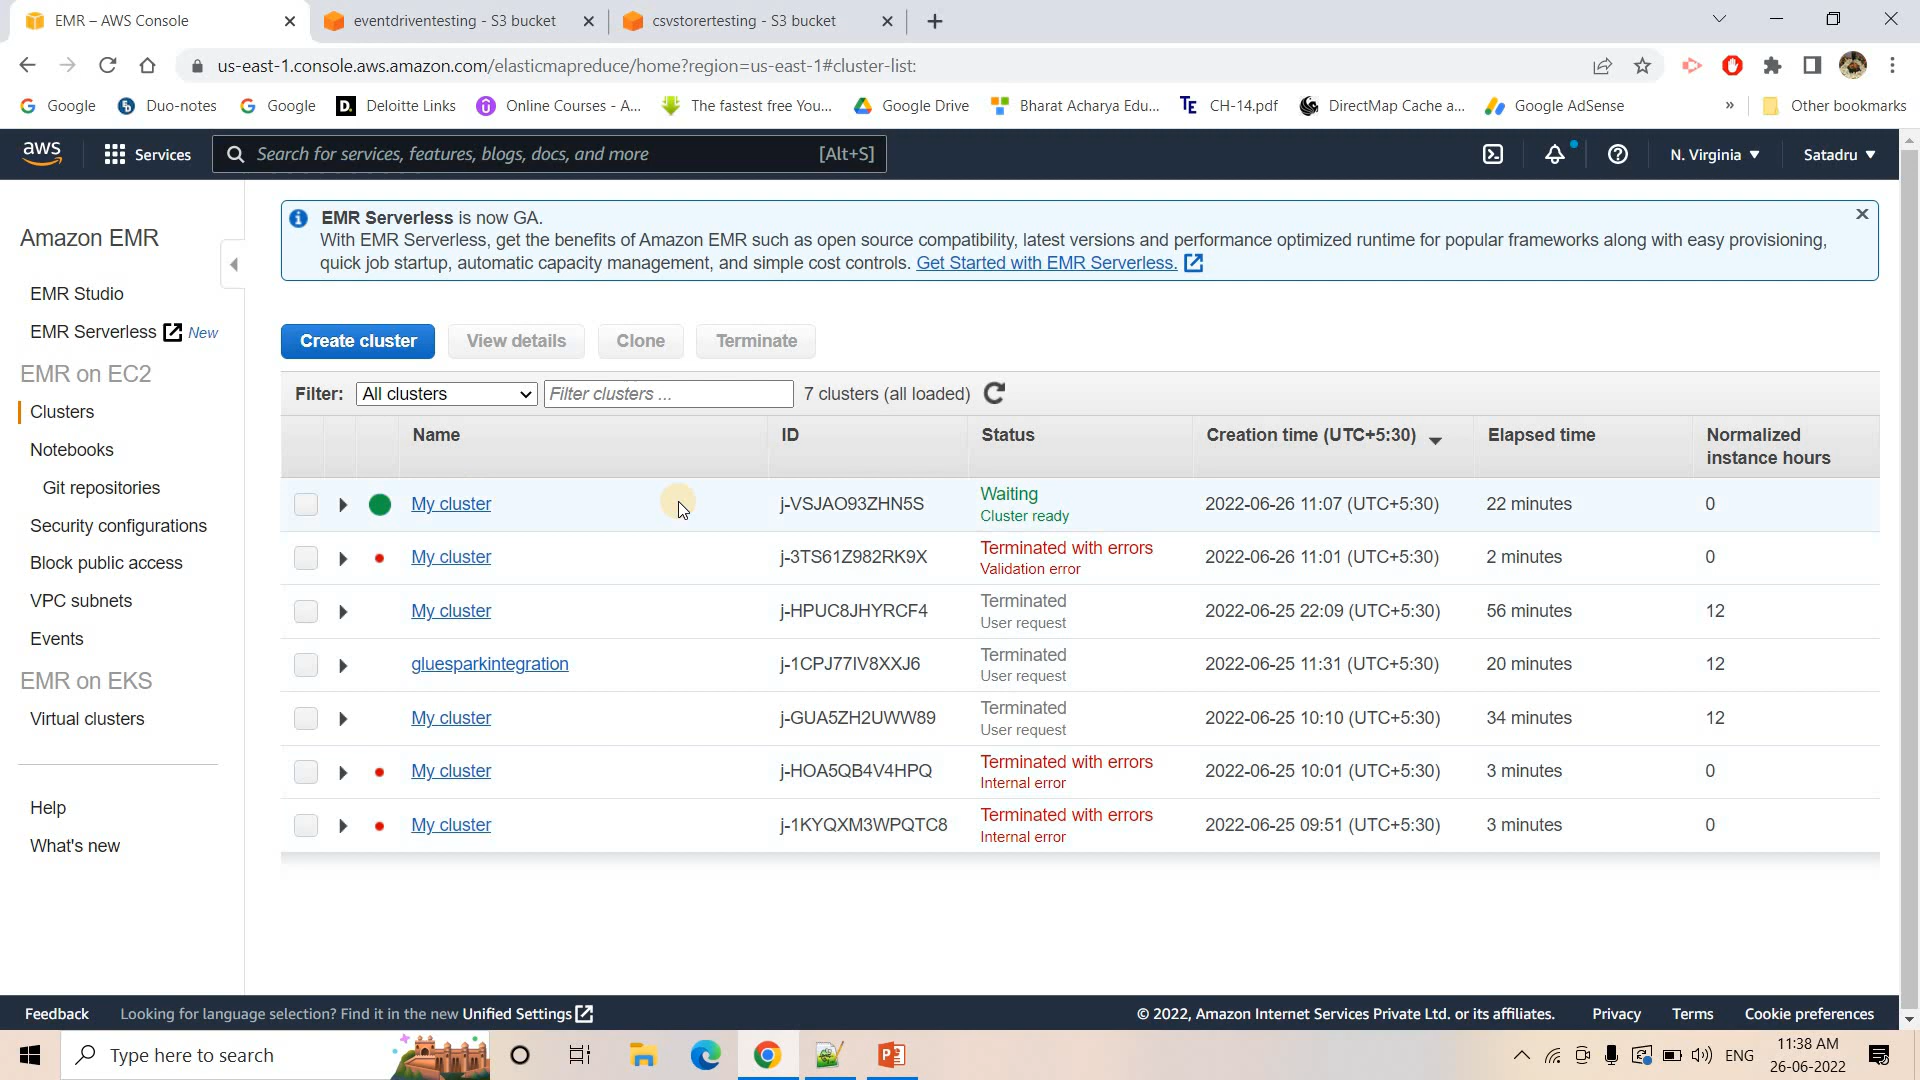 EMR – AWS Console
eventdriventesting - S3 bucket
csvstorertesting - S3 bucket
us-east-1.console.aws.amazon.com/elasticmapreduce/home?region=us-east-1#cluster-list:
Google
Duo-notes
Google
D.
Deloitte Links
Online Courses - A...
The fastest free You...
Google Drive
Bharat Acharya Edu...
TE
CH-14.pdf
DirectMap Cache a...
Google AdSense
»
Other bookmarks
aws
Services
Search for services, features, blogs, docs, and more
[Alt+S]
N. Virginia
Satadru
Amazon EMR
EMR Studio
EMR Serverless New
EMR on EC2
Clusters
Notebooks
Git repositories
Security configurations
Block public access
VPC subnets
Events
EMR on EKS
Virtual clusters
Help
What's new
EMR Serverless is now GA.
With EMR Serverless, get the benefits of Amazon EMR such as open source compatibility, latest versions and performance optimized runtime for popular frameworks along with easy provisioning,
quick job startup, automatic capacity management, and simple cost controls. Get Started with EMR Serverless.
Create cluster
View details
Clone
Terminate
Filter: All clusters Filter clusters ... 7 clusters (all loaded)
Name ID Status Creation time (UTC+5:30) Elapsed time Normalized
instance hours
My cluster j-VSJAO93ZHN5S Waiting 2022-06-26 11:07 (UTC+5:30) 22 minutes 0
Cluster ready
My cluster j-3TS61Z982RK9X Terminated with errors 2022-06-26 11:01 (UTC+5:30) 2 minutes 0
Validation error
My cluster j-HPUC8JHYRCF4 Terminated 2022-06-25 22:09 (UTC+5:30) 56 minutes 12
User request
gluesparkintegration j-1CPJ77IV8XXJ6 Terminated 2022-06-25 11:31 (UTC+5:30) 20 minutes 12
User request
My cluster j-GUA5ZH2UWW89 Terminated 2022-06-25 10:10 (UTC+5:30) 34 minutes 12
User request
My cluster j-HOA5QB4V4HPQ Terminated with errors 2022-06-25 10:01 (UTC+5:30) 3 minutes 0
Internal error
My cluster j-1KYQXM3WPQTC8 Terminated with errors 2022-06-25 09:51 (UTC+5:30) 3 minutes 0
Internal error
Feedback
Looking for language selection? Find it in the new Unified Settings
© 2022, Amazon Internet Services Private Ltd. or its affiliates.
Privacy
Terms
Cookie preferences
Type here to search
ENG
11:38 AM
26-06-2022